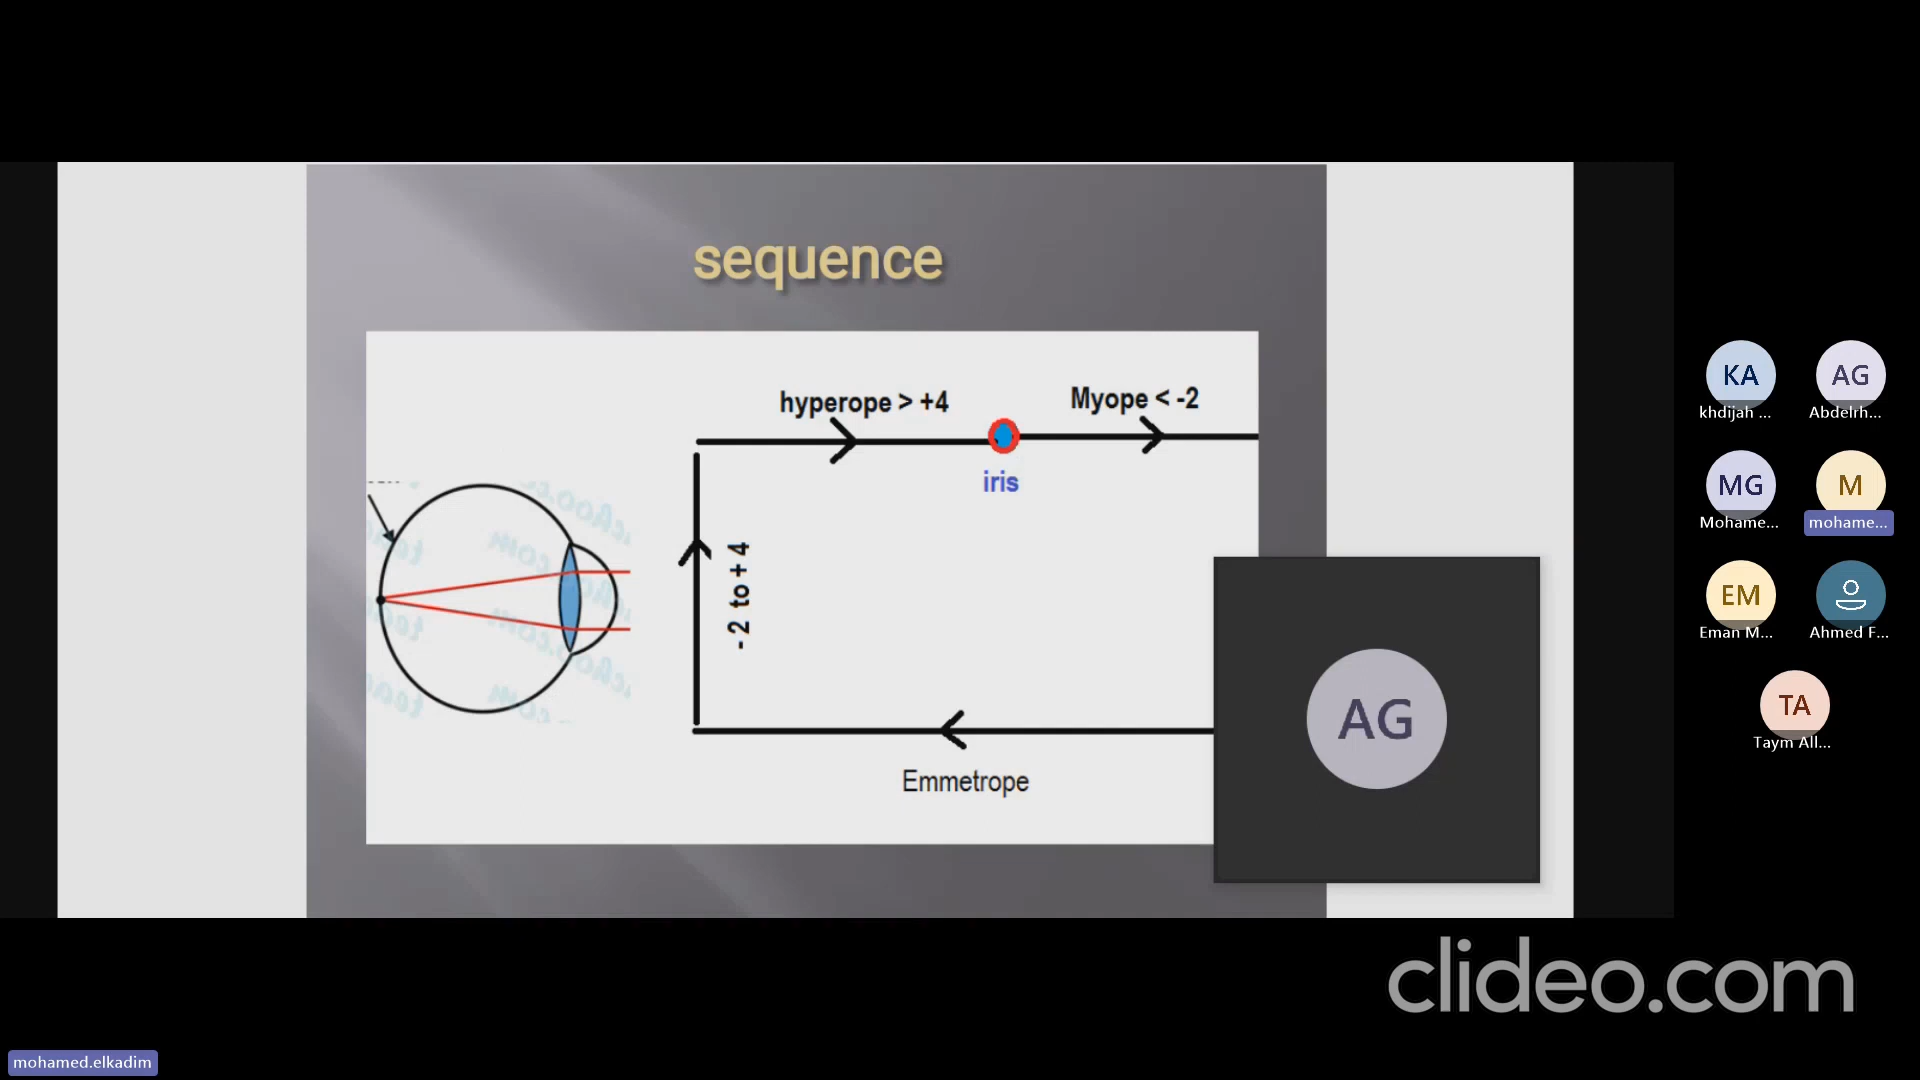 sequence
hyperope > +4
Myope < -2
iris
- 2 to + 4
Emmetrope
AG
KA
khdijah ...
AG
Abdelrh...
MG
Mohame...
M
mohame...
EM
Eman M...
Ahmed F...
TA
Taym All...
clideo.com
mohamed.elkadim